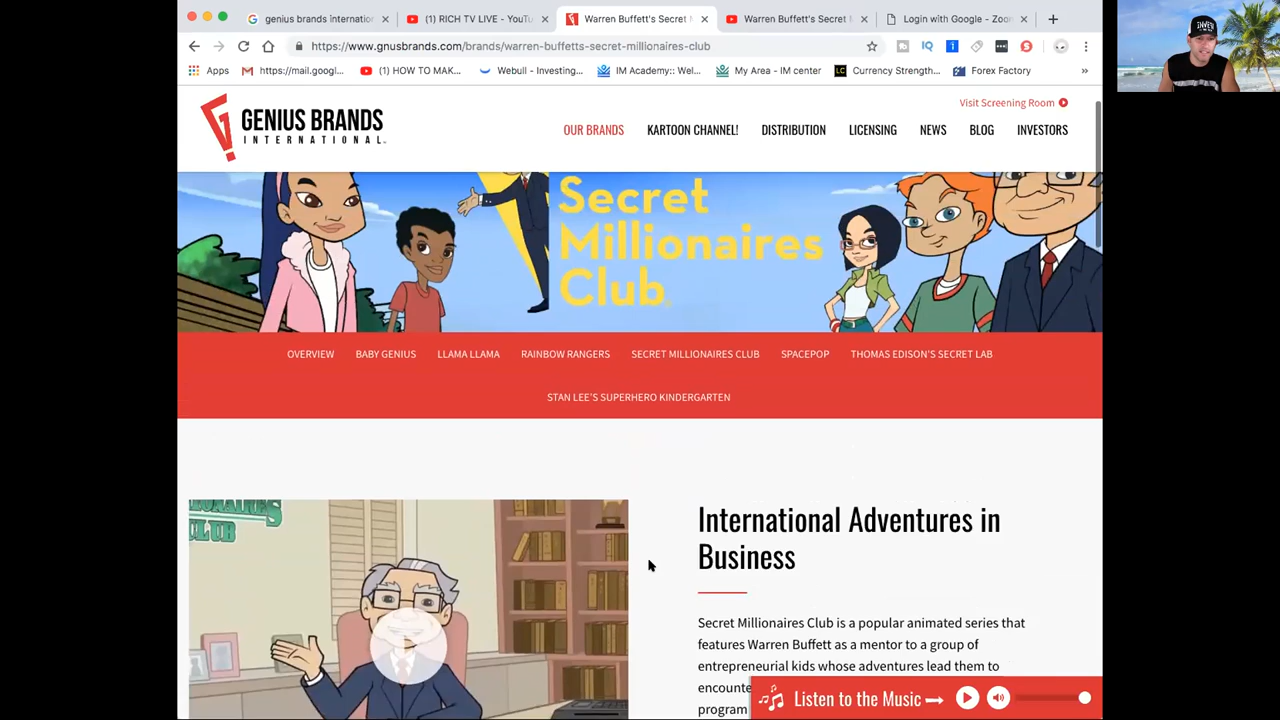 genius brands internation
(1) RICH TV LIVE - YouTu
Warren Buffett's Secret M
Warren Buffett's Secret M
Login with Google - Zoom
https://www.gnusbrands.com/brands/warren-buffetts-secret-millionaires-club
Apps
https://mail.googl...
(1) HOW TO MAK...
Webull - Investing...
IM Academy:: Wel...
My Area - IM center
Currency Strength...
Forex Factory
Visit Screening Room
GENIUS BRANDS
INTERNATIONAL
OUR BRANDS
KARTOON CHANNEL!
DISTRIBUTION
LICENSING
NEWS
BLOG
INVESTORS
Secret
Millionaires
Club
OVERVIEW
BABY GENIUS
LLAMA LLAMA
RAINBOW RANGERS
SECRET MILLIONAIRES CLUB
SPACEPOP
THOMAS EDISON'S SECRET LAB
STAN LEE'S SUPERHERO KINDERGARTEN
CLUB
International Adventures in
Business
Secret Millionaires Club is a popular animated series that
features Warren Buffett as a mentor to a group of
entrepreneurial kids whose adventures lead them to
program
Listen to the Music